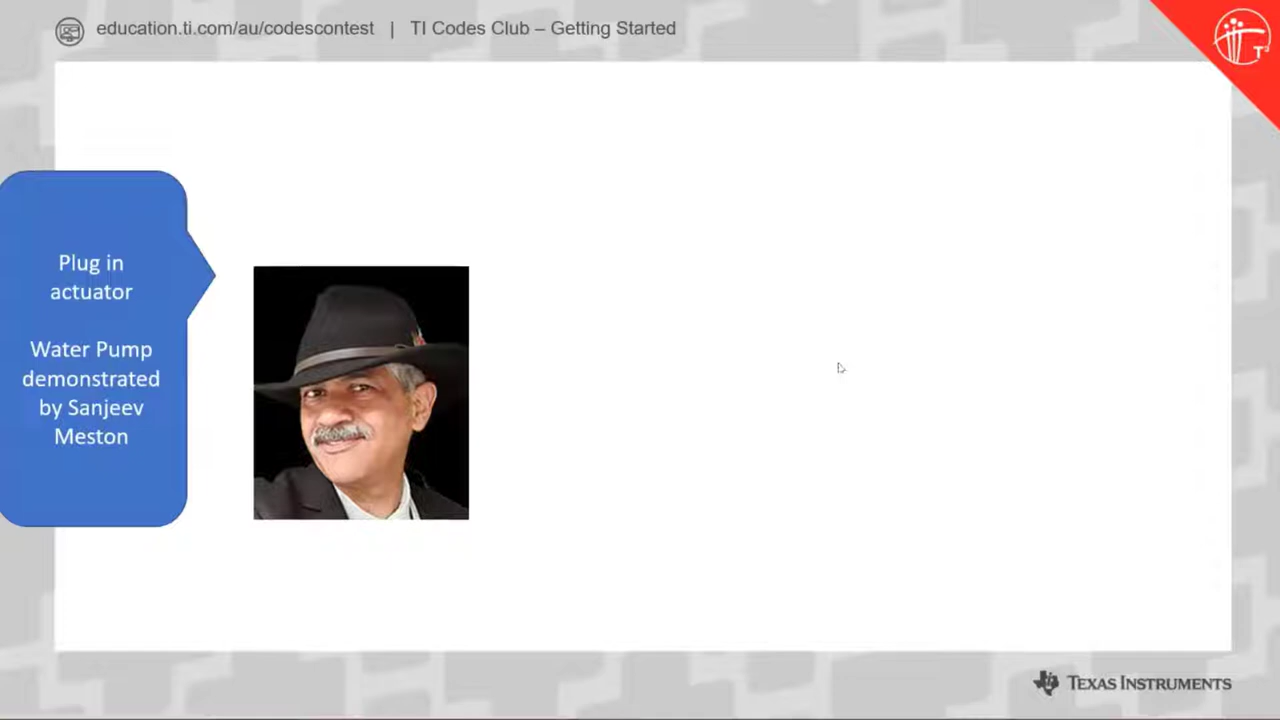 education.ti.com/au/codescontest | TI Codes Club – Getting Started
T³
Plug in
actuator
Water Pump
demonstrated
by Sanjeev
Meston
TEXAS INSTRUMENTS